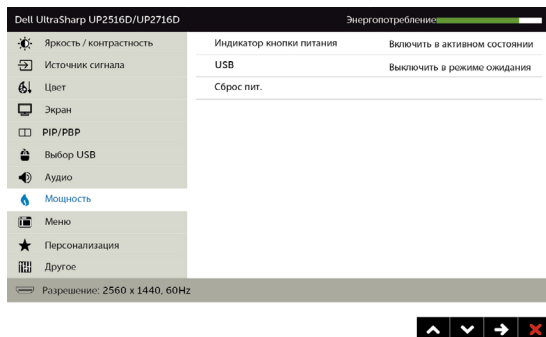 Dell UltraSharp UP2516D/UP2716D
Энергопотребление
Яркость / контрастность
Индикатор кнопки питания
Включить в активном состоянии
Источник сигнала
USB
Выключить в режиме ожидания
Цвет
Сброс пит.
Экран
PIP/PBP
Выбор USB
Аудио
Мощность
Меню
Персонализация
Другое
Разрешение: 2560 x 1440, 60Hz